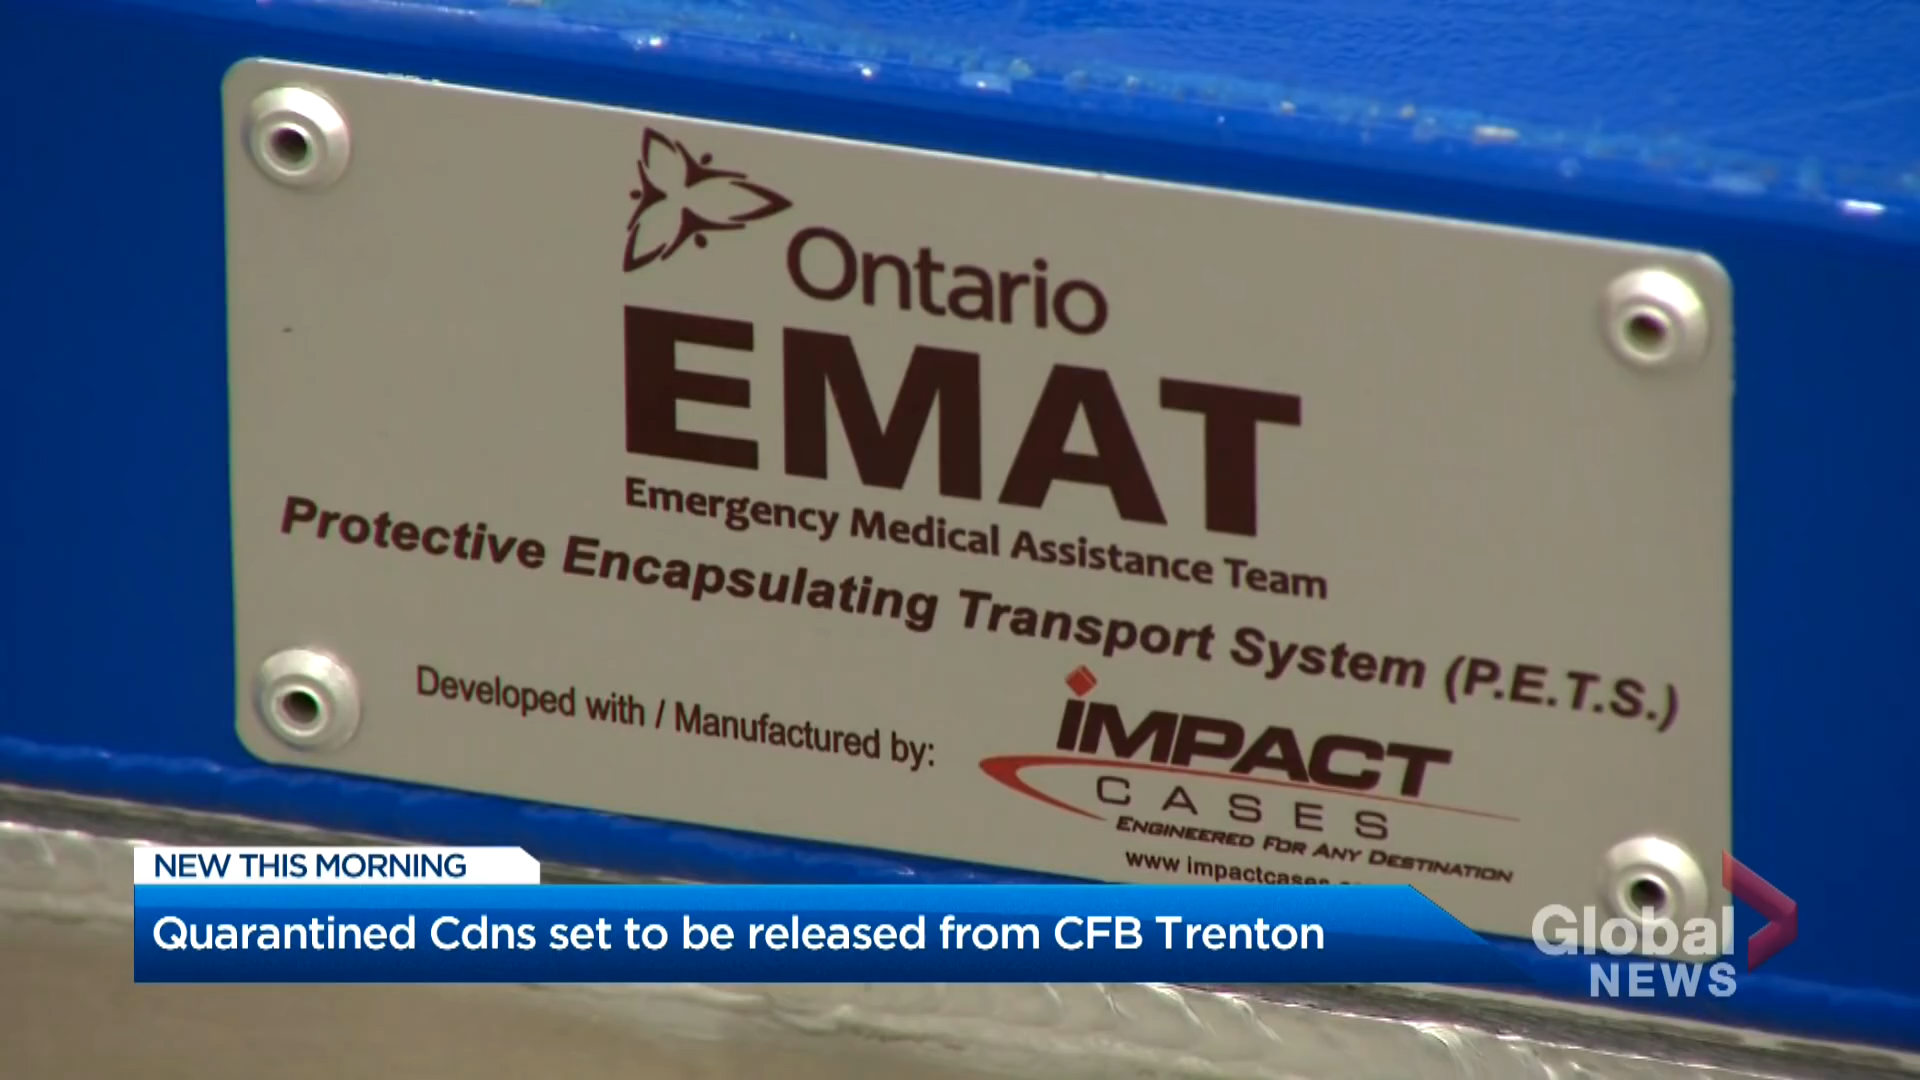 Ontario
EMAT
Emergency Medical Assistance Team
Protective Encapsulating Transport System (P.E.T.S.)
Developed with / Manufactured by:
IMPACT
CASES
ENGINEERED FOR ANY DESTINATION
www
NEW THIS MORNING
Quarantined Cdns set to be released from CFB Trenton
Global
NEWS